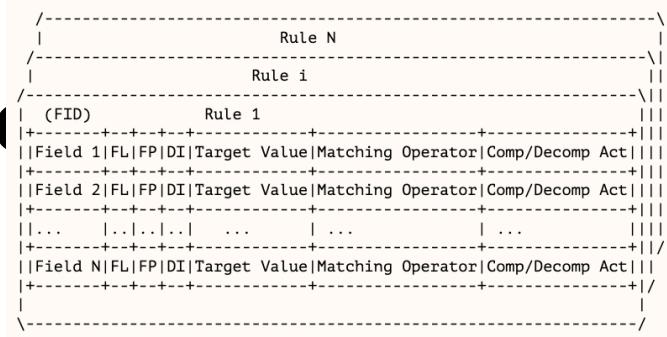 Rule N
Rule i
(FID) Rule 1
Field 1|FL|FP|DI|Target Value|Matching Operator|Comp/Decomp Act
Field 2|FL|FP|DI|Target Value|Matching Operator|Comp/Decomp Act
...|..|..|..|...|...|...
Field N|FL|FP|DI|Target Value|Matching Operator|Comp/Decomp Act